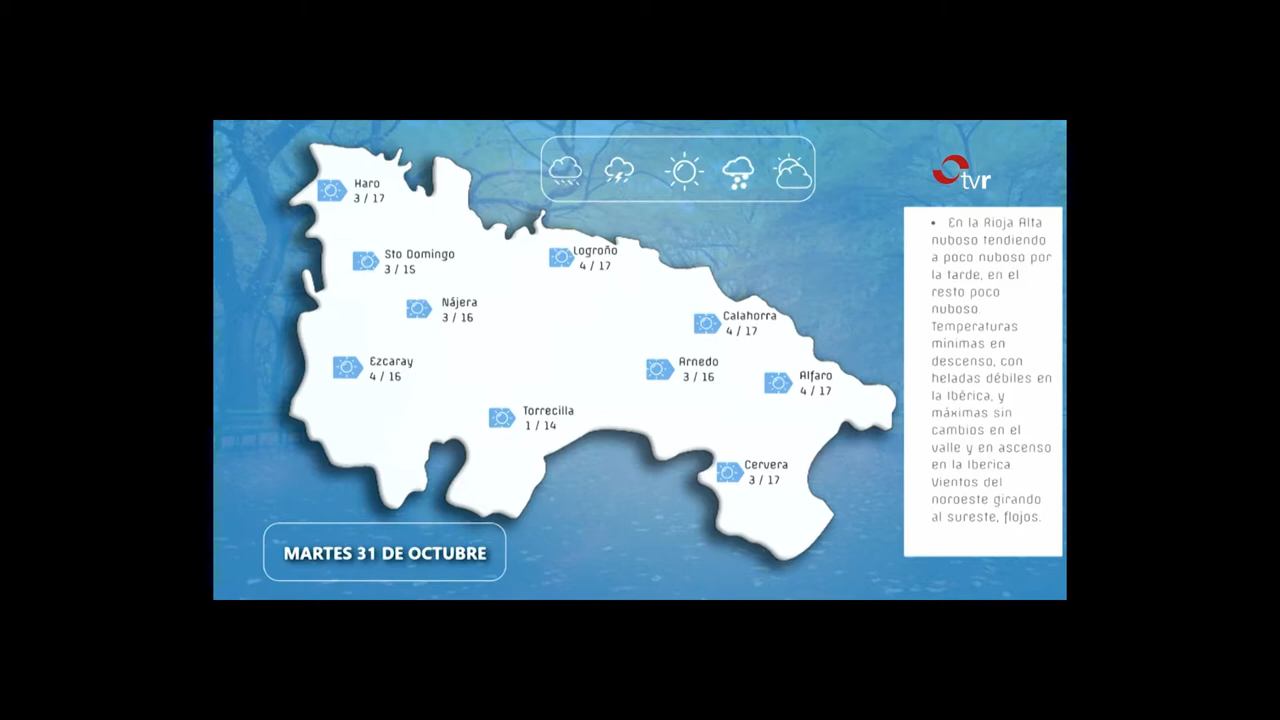 tvr
Haro
3 / 17
Sto Domingo
3 / 15
Logroño
4 / 17
Nájera
3 / 16
Calahorra
4 / 17
Ezcaray
4 / 16
Arnedo
3 / 16
Alfaro
4 / 17
Torrecilla
1 / 14
Cervera
3 / 17
MARTES 31 DE OCTUBRE
• En la Rioja Alta
nuboso tendiendo
a poco nuboso por
la tarde, en el
resto poco
nuboso
Temperaturas
mínimas en
descenso, con
heladas débiles en
la Ibérica, y
máximas sin
cambios en el
valle y en ascenso
en la Iberica
Vientos del
noroeste girando
al sureste, flojos.